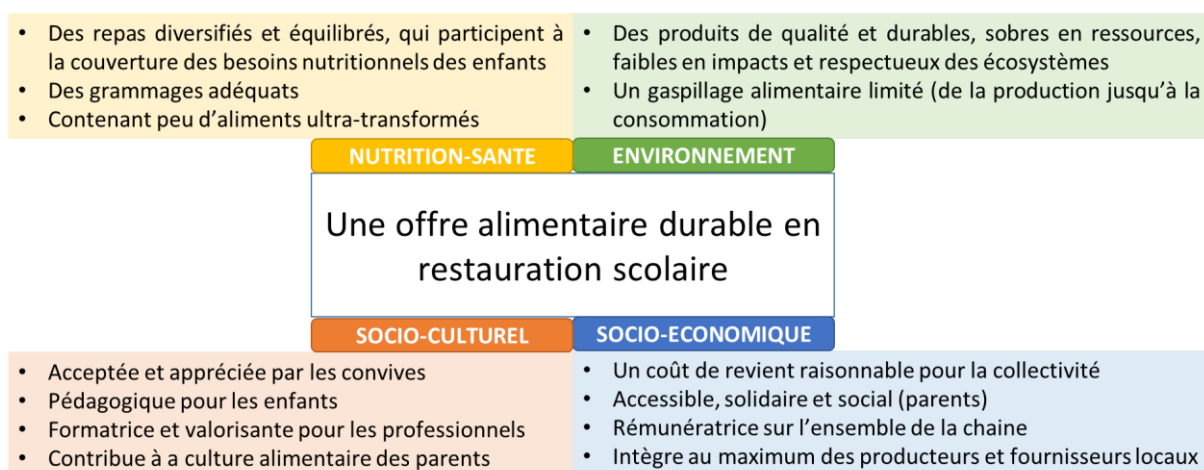 • Des repas diversifiés et équilibrés, qui participent à
la couverture des besoins nutritionnels des enfants
• Des grammages adéquats
• Contenant peu d'aliments ultra-transformés
• Des produits de qualité et durables, sobres en ressources,
faibles en impacts et respectueux des écosystèmes
• Un gaspillage alimentaire limité (de la production jusqu'à la
consommation)
NUTRITION-SANTE
ENVIRONNEMENT
Une offre alimentaire durable en
restauration scolaire
SOCIO-CULTUREL
SOCIO-ECONOMIQUE
• Acceptée et appréciée par les convives
• Pédagogique pour les enfants
• Formatrice et valorisante pour les professionnels
• Contribue à a culture alimentaire des parents
• Un coût de revient raisonnable pour la collectivité
• Accessible, solidaire et social (parents)
• Rémunératrice sur l'ensemble de la chaine
• Intègre au maximum des producteurs et fournisseurs locaux